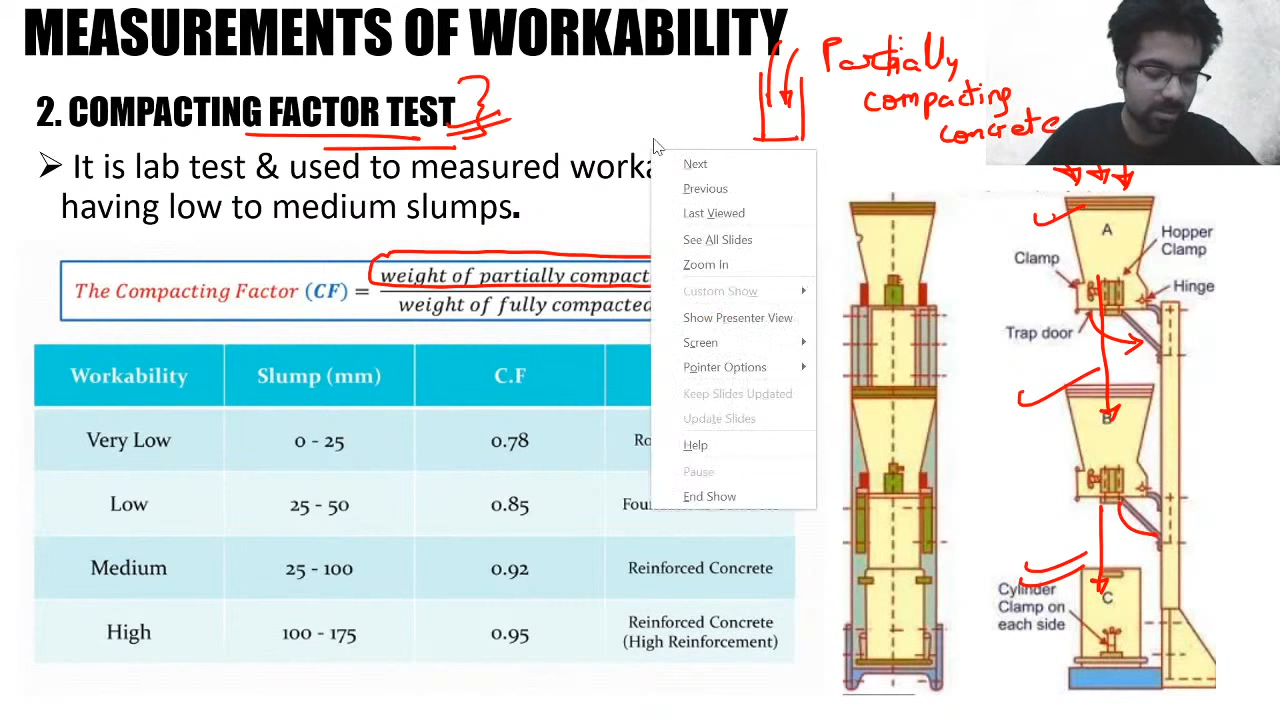 MEASUREMENTS OF WORKABILITY
Partially
compacting
concrete
2. COMPACTING FACTOR TEST
➢ It is lab test & used to measured
having low to medium slumps.
The Compacting Factor (CF) =
weight of partially
weight of fully compacted
Workability Slump (mm) C.F
Very Low 0 - 25 0.78
Low 25 - 50 0.85
Medium 25 - 100 0.92 Reinforced Concrete
High 100 - 175 0.95 Reinforced Concrete
(High Reinforcement)
Next
Previous
Last Viewed
See All Slides
Zoom In
Custom Show
Show Presenter View
Screen
Pointer Options
Keep Slides Updated
Update Slides
Help
Pause
End Show
A
Hopper
Clamp
Clamp
Hinge
Trap door
B
C
Cylinder
Clamp on
each side